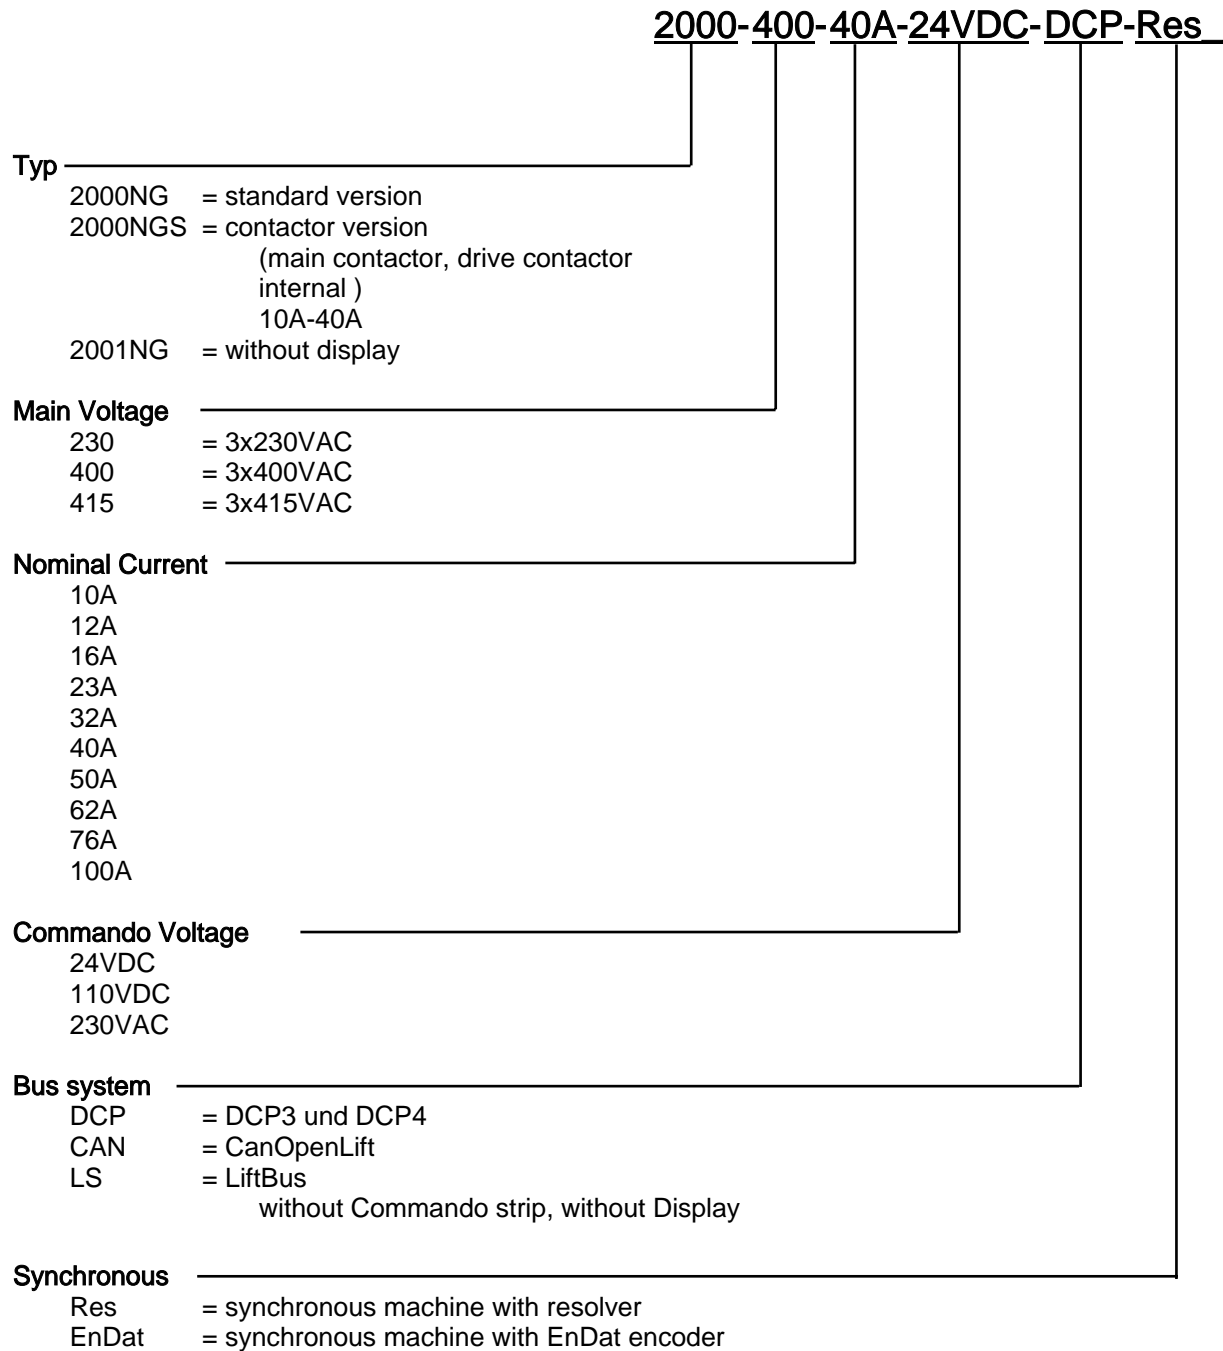 2000-400-40A-24VDC-DCP-Res_
Typ
2000NG = standard version
2000NGS = contactor version
(main contactor, drive contactor
internal )
10A-40A
2001NG = without display
Main Voltage
230 = 3x230VAC
400 = 3x400VAC
415 = 3x415VAC
Nominal Current
10A
12A
16A
23A
32A
40A
50A
62A
76A
100A
Commando Voltage
24VDC
110VDC
230VAC
Bus system
DCP = DCP3 und DCP4
CAN = CanOpenLift
LS = LiftBus
without Commando strip, without Display
Synchronous
Res = synchronous machine with resolver
EnDat = synchronous machine with EnDat encoder